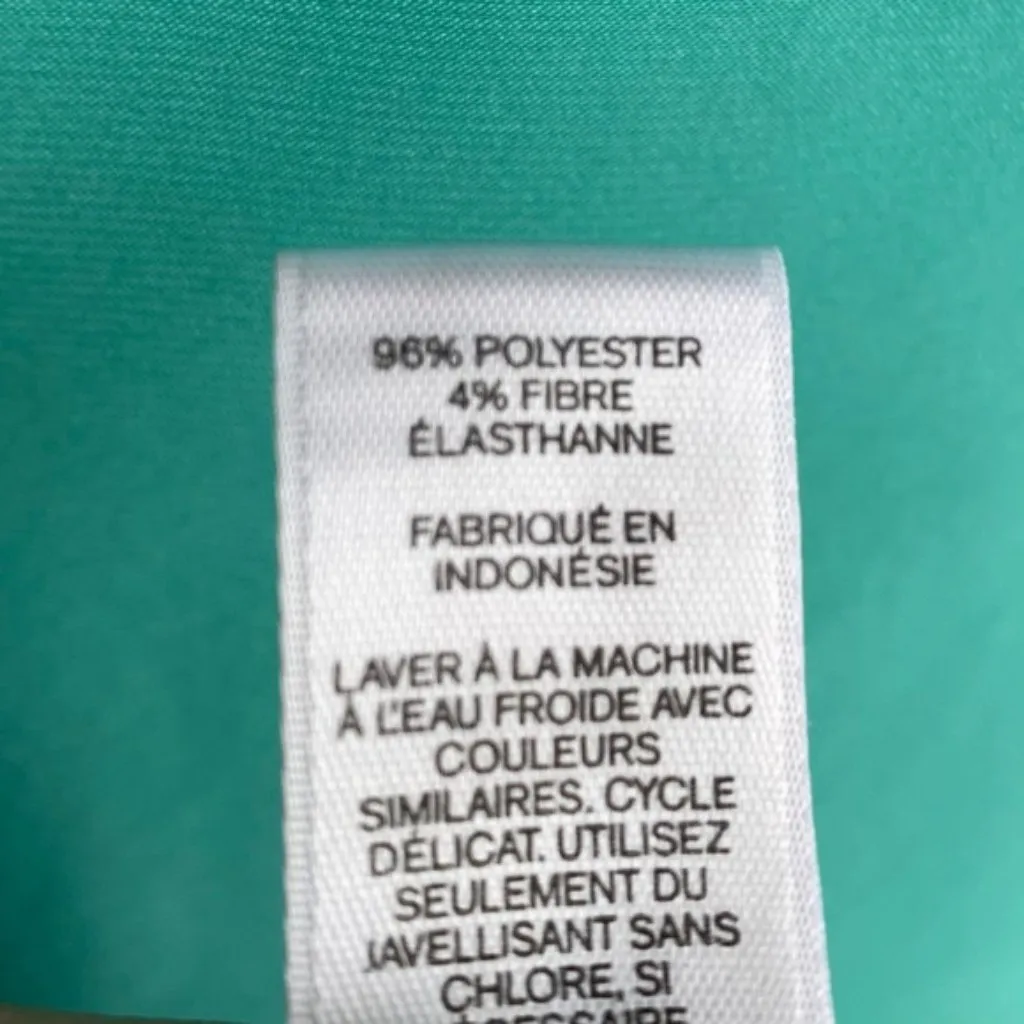 96% POLYESTER
4% FIBRE
ÉLASTHANNE
FABRIQUÉ EN
INDONÉSIE
LAVER À LA MACHINE
À L'EAU FROIDE AVEC
COULEURS
SIMILAIRES. CYCLE
DÉLICAT. UTILISEZ
SEULEMENT DU
JAVELLISANT SANS
CHLORE, SI